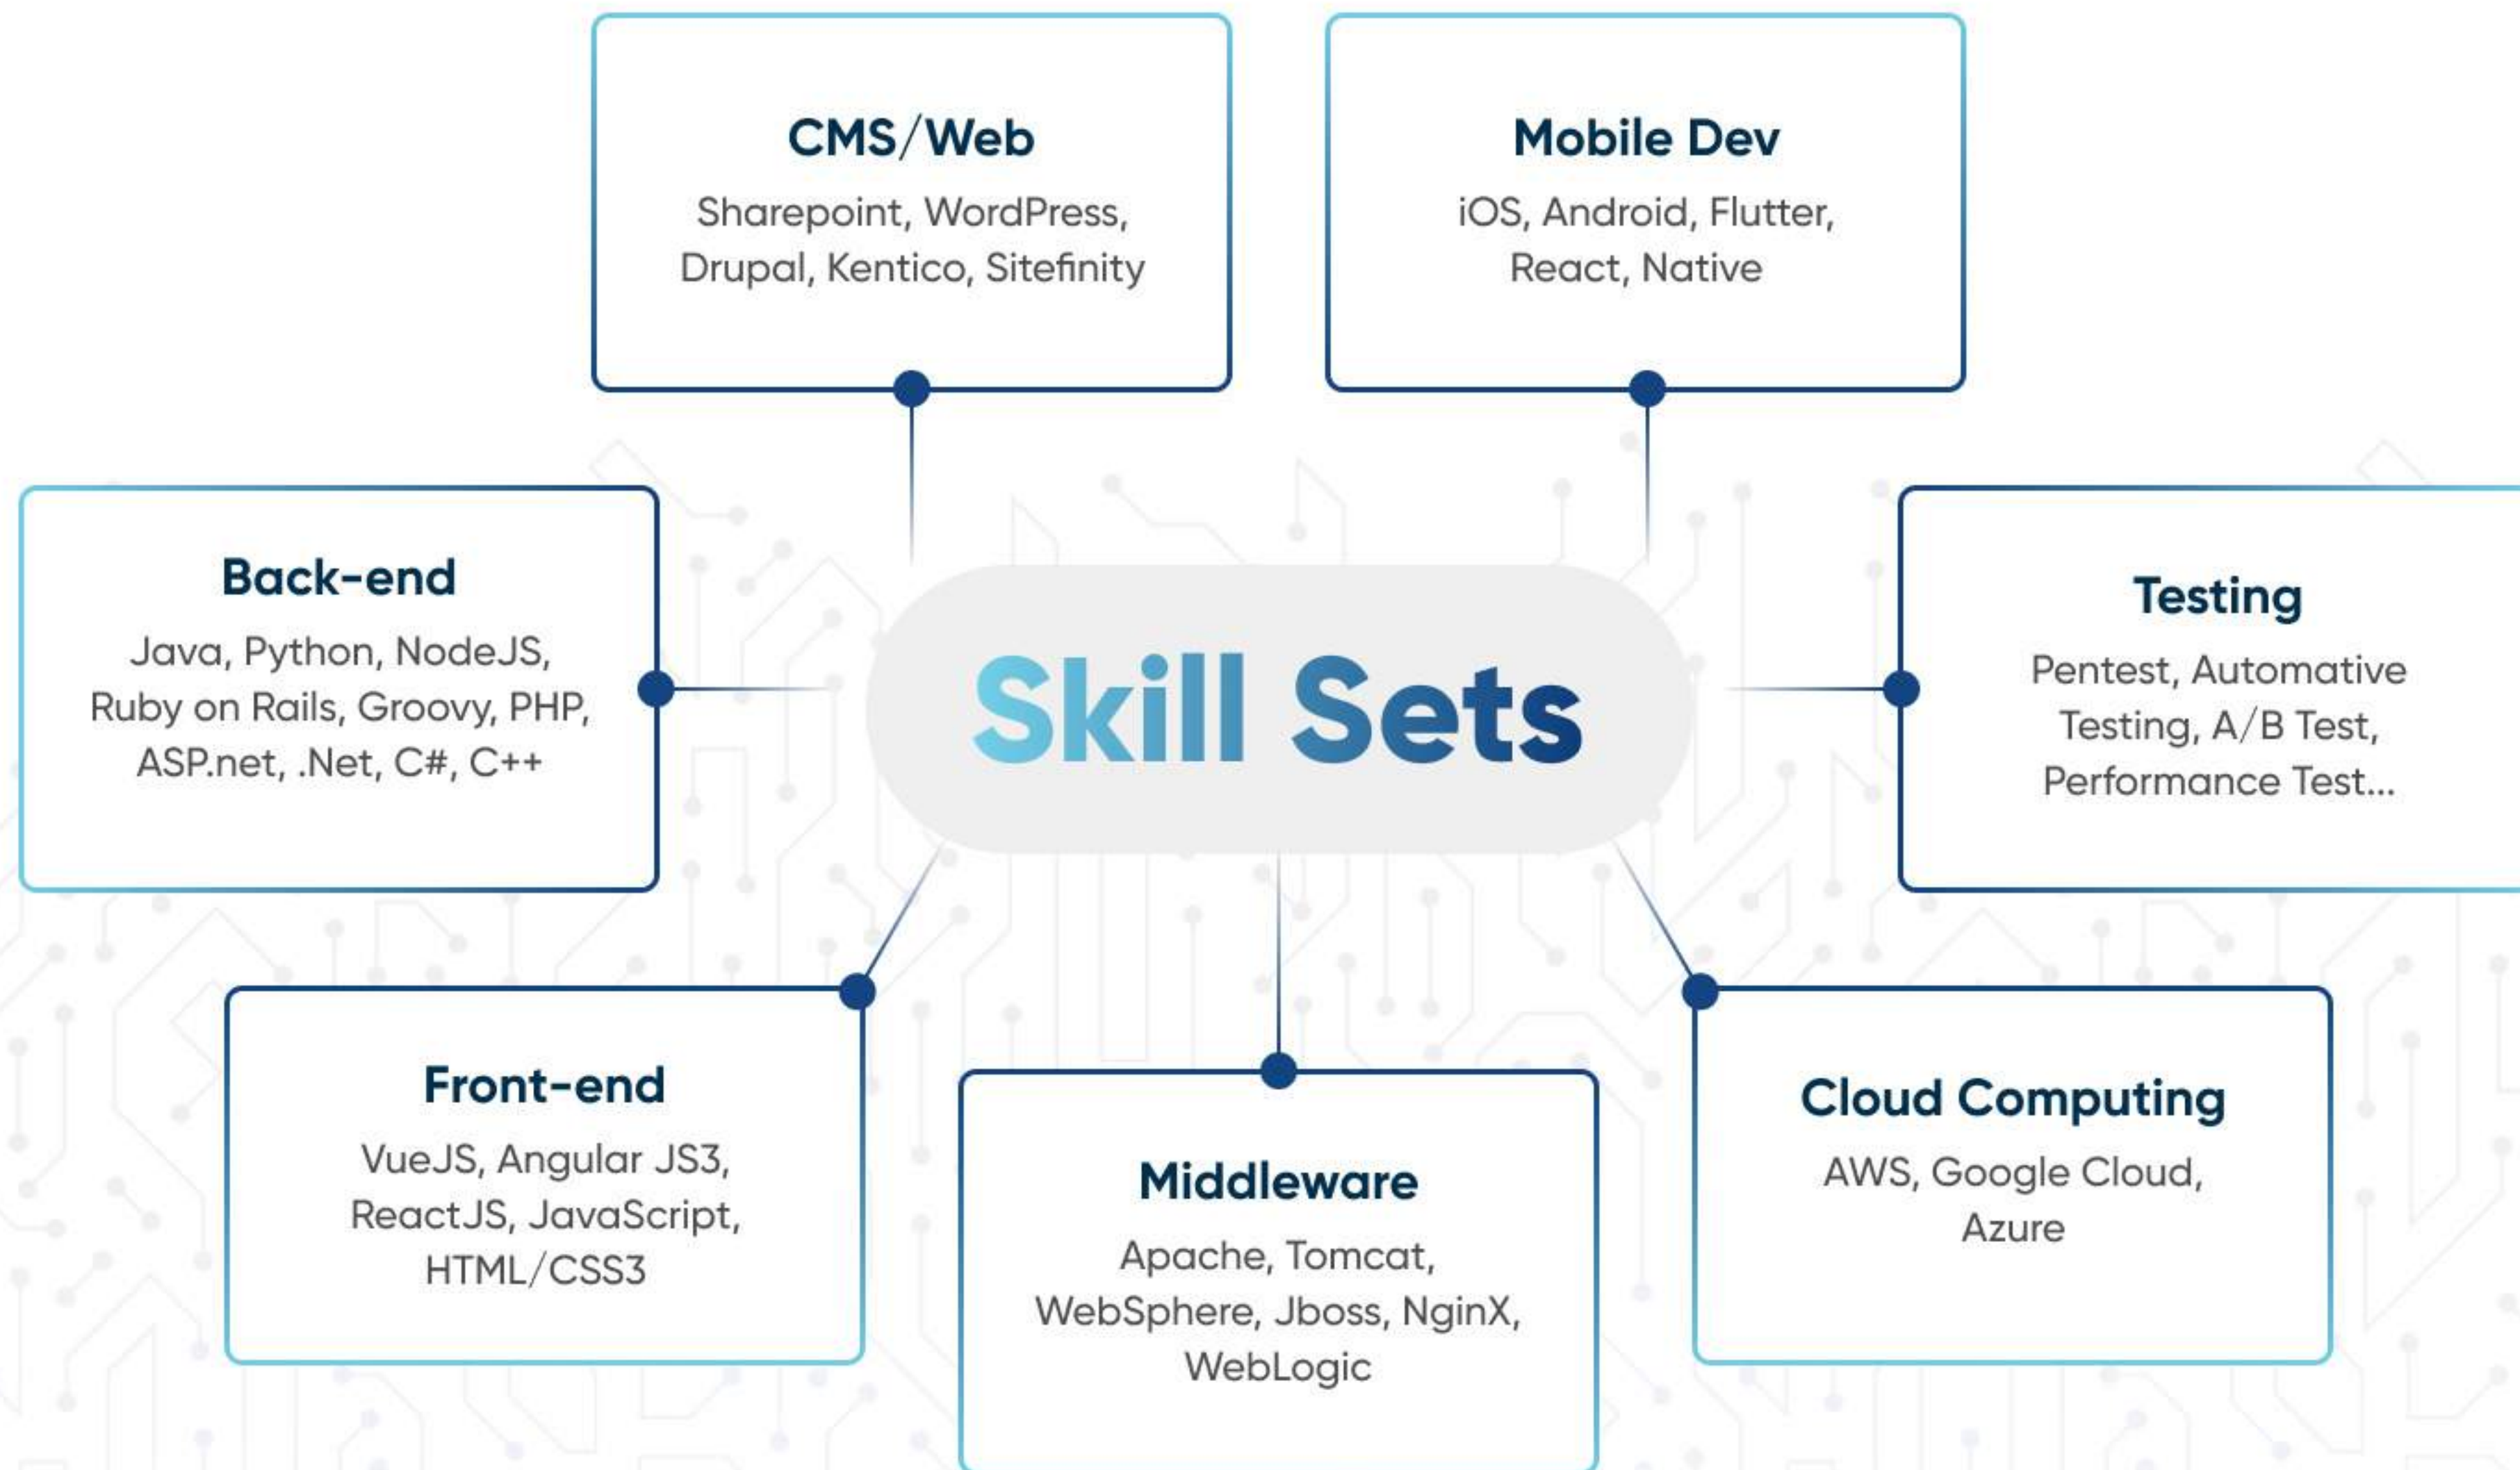 CMS/Web
Sharepoint, WordPress,
Drupal, Kentico, Sitefinity
Mobile Dev
iOS, Android, Flutter,
React, Native
Back-end
Java, Python, NodeJS,
Ruby on Rails, Groovy, PHP,
ASP.net, .Net, C#, C++
Skill Sets
Testing
Pentest, Automative
Testing, A/B Test,
Performance Test...
Front-end
VueJS, Angular JS3,
ReactJS, JavaScript,
HTML/CSS3
Middleware
Apache, Tomcat,
WebSphere, Jboss, NginX,
WebLogic
Cloud Computing
AWS, Google Cloud,
Azure